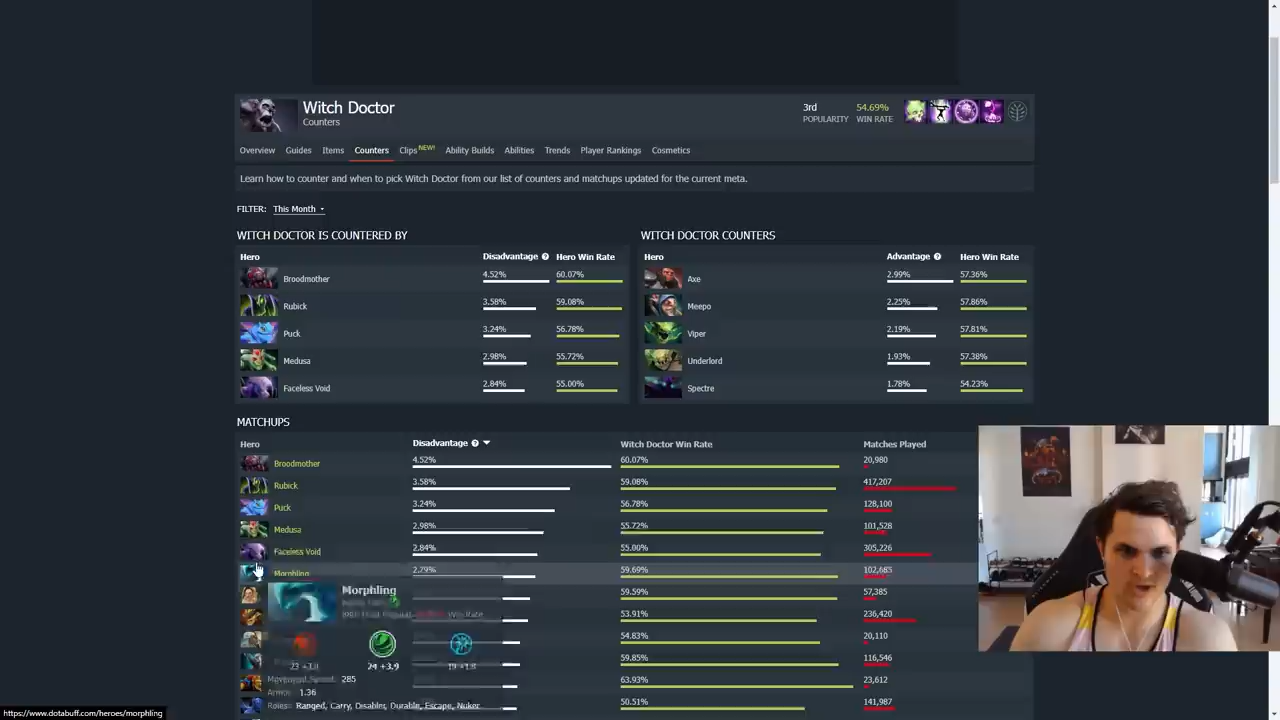 Witch Doctor
Counters
3rd
POPULARITY
54.69%
WIN RATE
Overview Guides Items Counters Clips NEW! Ability Builds Abilities Trends Player Rankings Cosmetics
Learn how to counter and when to pick Witch Doctor from our list of counters and matchups updated for the current meta.
FILTER: This Month
WITCH DOCTOR IS COUNTERED BY
Hero Disadvantage Hero Win Rate
Broodmother 4.52% 60.07%
Rubick 3.58% 59.08%
Puck 3.24% 56.78%
Medusa 2.98% 55.72%
Faceless Void 2.84% 55.00%
WITCH DOCTOR COUNTERS
Hero Advantage Hero Win Rate
Axe 2.99% 57.36%
Meepo 2.25% 57.86%
Viper 2.19% 57.81%
Underlord 1.93% 57.38%
Spectre 1.78% 54.23%
MATCHUPS
Hero Disadvantage Witch Doctor Win Rate Matches Played
Broodmother 4.52% 60.07% 20,980
Rubick 3.58% 59.08% 417,207
Puck 3.24% 56.78% 128,100
Medusa 2.98% 55.72% 101,528
Faceless Void 2.84% 55.00% 305,226
Morphling 2.79% 59.69% 102,685
Morphling
59.59% 57,385
Win Rate
53.91% 236,420
54.83% 20,110
59.85% 116,546
23 +3.0 24 +3.9
63.93% 23,612
Movement Speed: 285
Armor: 1.36
50.51% 141,987
Roles: Ranged, Carry, Disabler, Durable, Escape, Nuker
https://www.dotabuff.com/heroes/morphling